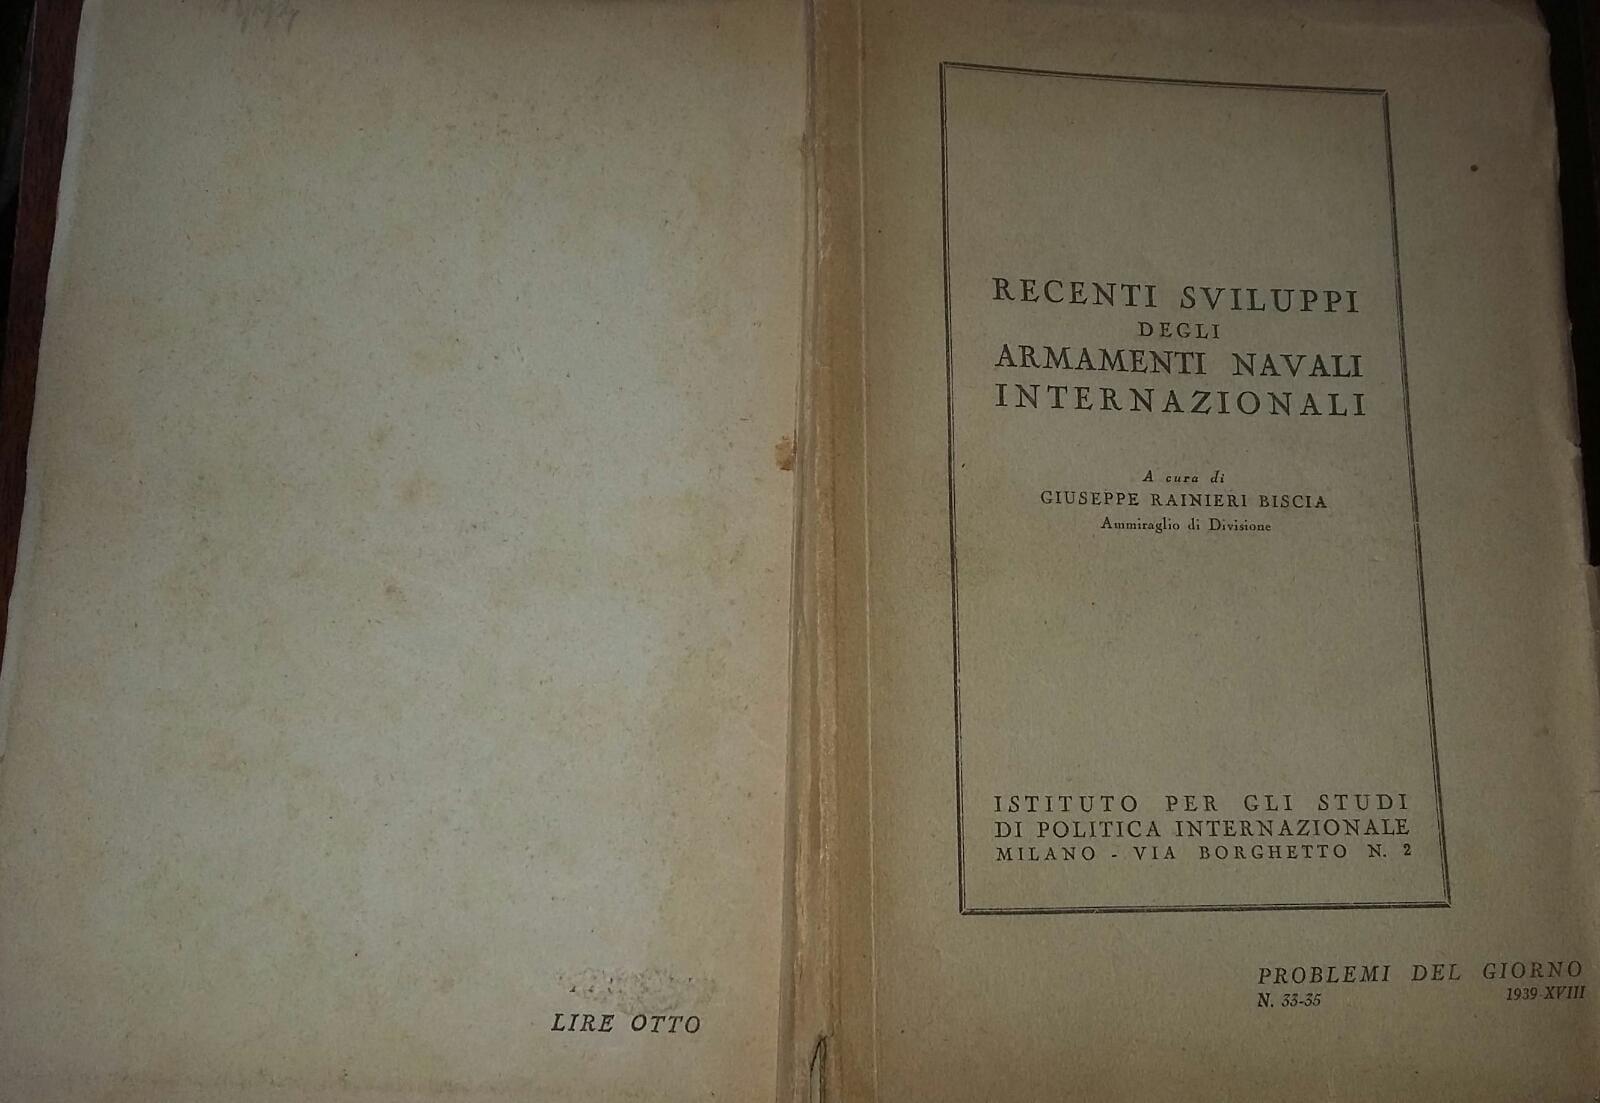 LIRE OTTO
RECENTI SVILUPPI
DEGLI
ARMAMENTI NAVALI
INTERNAZIONALI
A cura di
GIUSEPPE RAINIERI BISCIA
Ammiraglio di Divisione
ISTITUTO PER GLI STUDI
DI POLITICA INTERNAZIONALE
MILANO - VIA BORGHETTO N. 2
PROBLEMI DEL GIORNO
N. 33-35 1939-XVIII